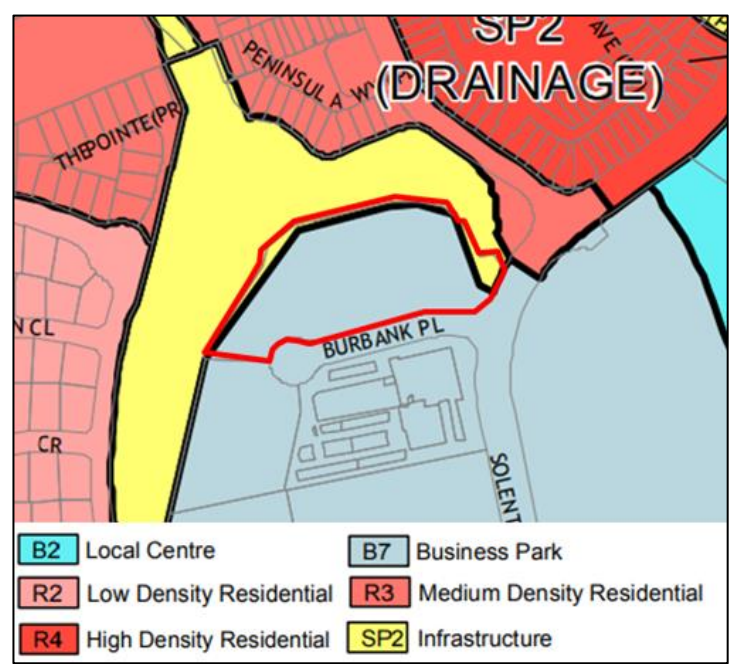 SP2
(DRAINAGE)
AVE
PENINSULA WY
THE POINTE (PR
N CL
CR
BURBANK PL
SOLENT
B2 Local Centre
B7 Business Park
R2 Low Density Residential
R3 Medium Density Residential
R4 High Density Residential
SP2 Infrastructure